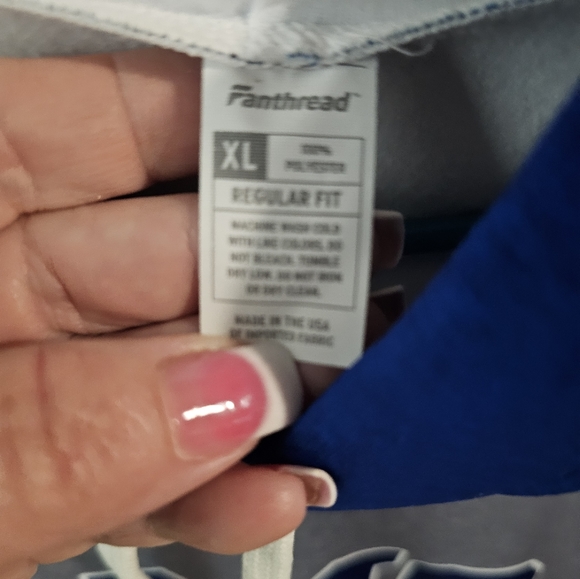 Fanthread™
XL
100%
POLYESTER
REGULAR FIT
MACHINE WASH COLD
WITH LIKE COLORS. DO
NOT BLEACH. TUMBLE
DRY LOW. DO NOT IRON
OR DRY CLEAN.
MADE IN THE USA
OF IMPORTED FABRIC